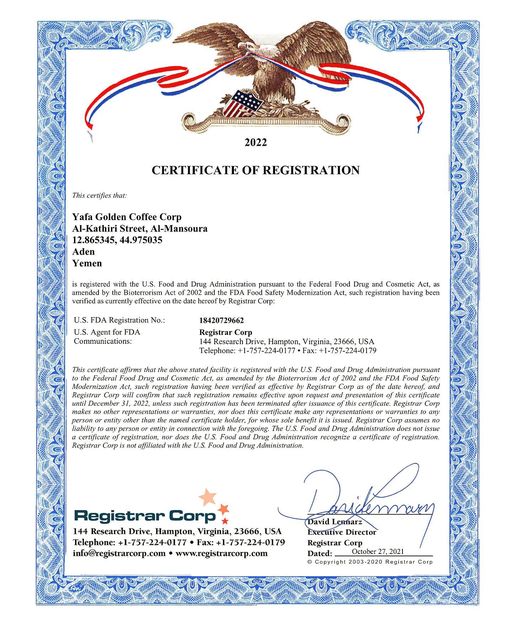 2022
CERTIFICATE OF REGISTRATION
This certifies that:
Yafa Golden Coffee Corp
Al-Kathiri Street, Al-Mansoura
12.865345, 44.975035
Aden
Yemen
is registered with the U.S. Food and Drug Administration pursuant to the Federal Food Drug and Cosmetic Act, as
amended by the Bioterrorism Act of 2002 and the FDA Food Safety Modernization Act, such registration having been
verified as currently effective on the date hereof by Registrar Corp:
U.S. FDA Registration No.: 18420729662
U.S. Agent for FDA Registrar Corp
Communications: 144 Research Drive, Hampton, Virginia, 23666, USA
Telephone: +1-757-224-0177 • Fax: +1-757-224-0179
This certificate affirms that the above stated facility is registered with the U.S. Food and Drug Administration pursuant
to the Federal Food Drug and Cosmetic Act, as amended by the Bioterrorism Act of 2002 and the FDA Food Safety
Modernization Act, such registration having been verified as effective by Registrar Corp as of the date hereof, and
Registrar Corp will confirm that such registration remains effective upon request and presentation of this certificate
until December 31, 2022, unless such registration has been terminated after issuance of this certificate. Registrar Corp
makes no other representations or warranties, nor does this certificate make any representations or warranties to any
person or entity other than the named certificate holder, for whose sole benefit it is issued. Registrar Corp assumes no
liability to any person or entity in connection with the foregoing. The U.S. Food and Drug Administration does not issue
a certificate of registration, nor does the U.S. Food and Drug Administration recognize a certificate of registration.
Registrar Corp is not affiliated with the U.S. Food and Drug Administration.
Registrar Corp
144 Research Drive, Hampton, Virginia, 23666, USA
Telephone: +1-757-224-0177 • Fax: +1-757-224-0179
info@registrarcorp.com • www.registrarcorp.com
David Lennarz
Executive Director
Registrar Corp
Dated: October 27, 2021
© Copyright 2003-2020 Registrar Corp